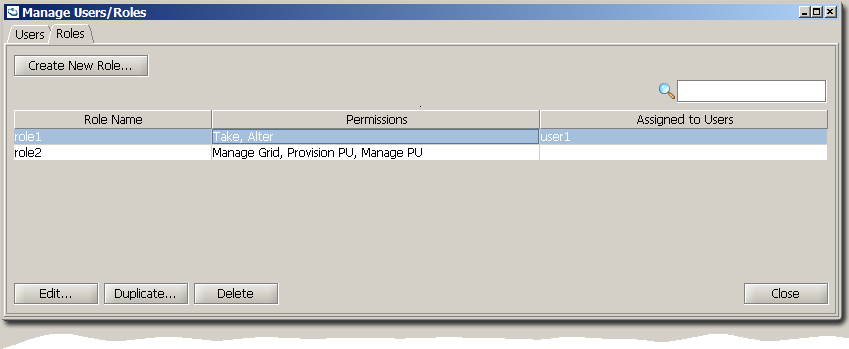 Manage Users/Roles
Users Roles
Create New Role...
Role Name Permissions Assigned to Users
role1 Take, Alter user1
role2 Manage Grid, Provision PU, Manage PU
Edit... Duplicate... Delete Close